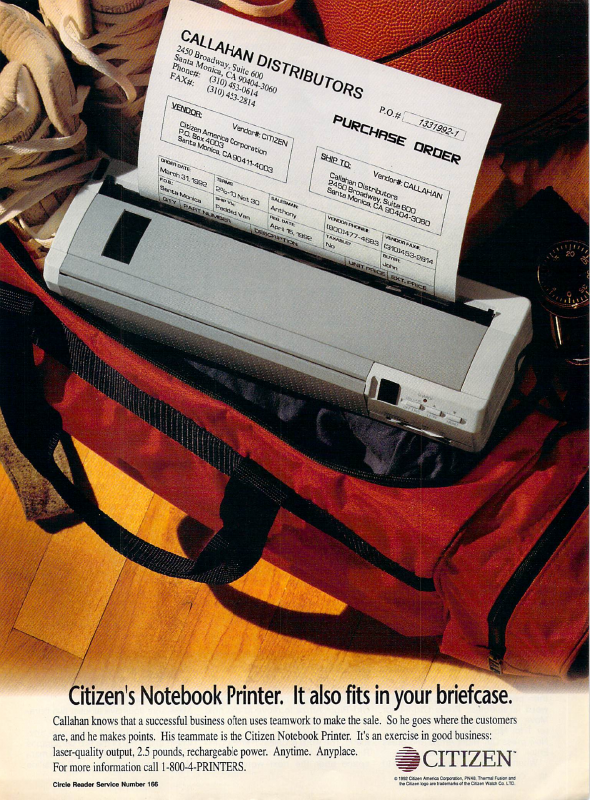 CALLAHAN DISTRIBUTORS
2450 Broadway, Suite 600
Santa Monica, CA 90404-3060
Phone#: (310) 453-0614
FAX#: (310) 453-2814
P.O.# 1331992-1
PURCHASE ORDER
VENDOR: Vendor#: CITIZEN
Citizen America Corporation
P.O. Box 4003
Santa Monica, CA 90411-4003
SHIP TO: Vendor#: CALLAHAN
Callahan Distributors
2450 Broadway, Suite 600
Santa Monica, CA 90404-3060
ORDER DATE TERMS SALESMAN VENDOR PHONE# VENDOR FAX#
March 31, 1992 2%-10 Net 30 Anthony (800)477-4683 (310)453-2814
F.O.B. SHIP VIA REQ. DATE TAXABLE? BUYER
Santa Monica Padded Van April 15, 1992 No John
QTY PART NUMBER DESCRIPTION UNIT PRICE EXT. PRICE
Citizen's Notebook Printer. It also fits in your briefcase.
Callahan knows that a successful business often uses teamwork to make the sale. So he goes where the customers
are, and he makes points. His teammate is the Citizen Notebook Printer. It's an exercise in good business:
laser-quality output, 2.5 pounds, rechargeable power. Anytime. Anyplace.
For more information call 1-800-4-PRINTERS.
CITIZEN™
© 1992 Citizen America Corporation, PN48, Thermal Fusion and
the Citizen logo are trademarks of the Citizen Watch Co. LTD.
Circle Reader Service Number 166